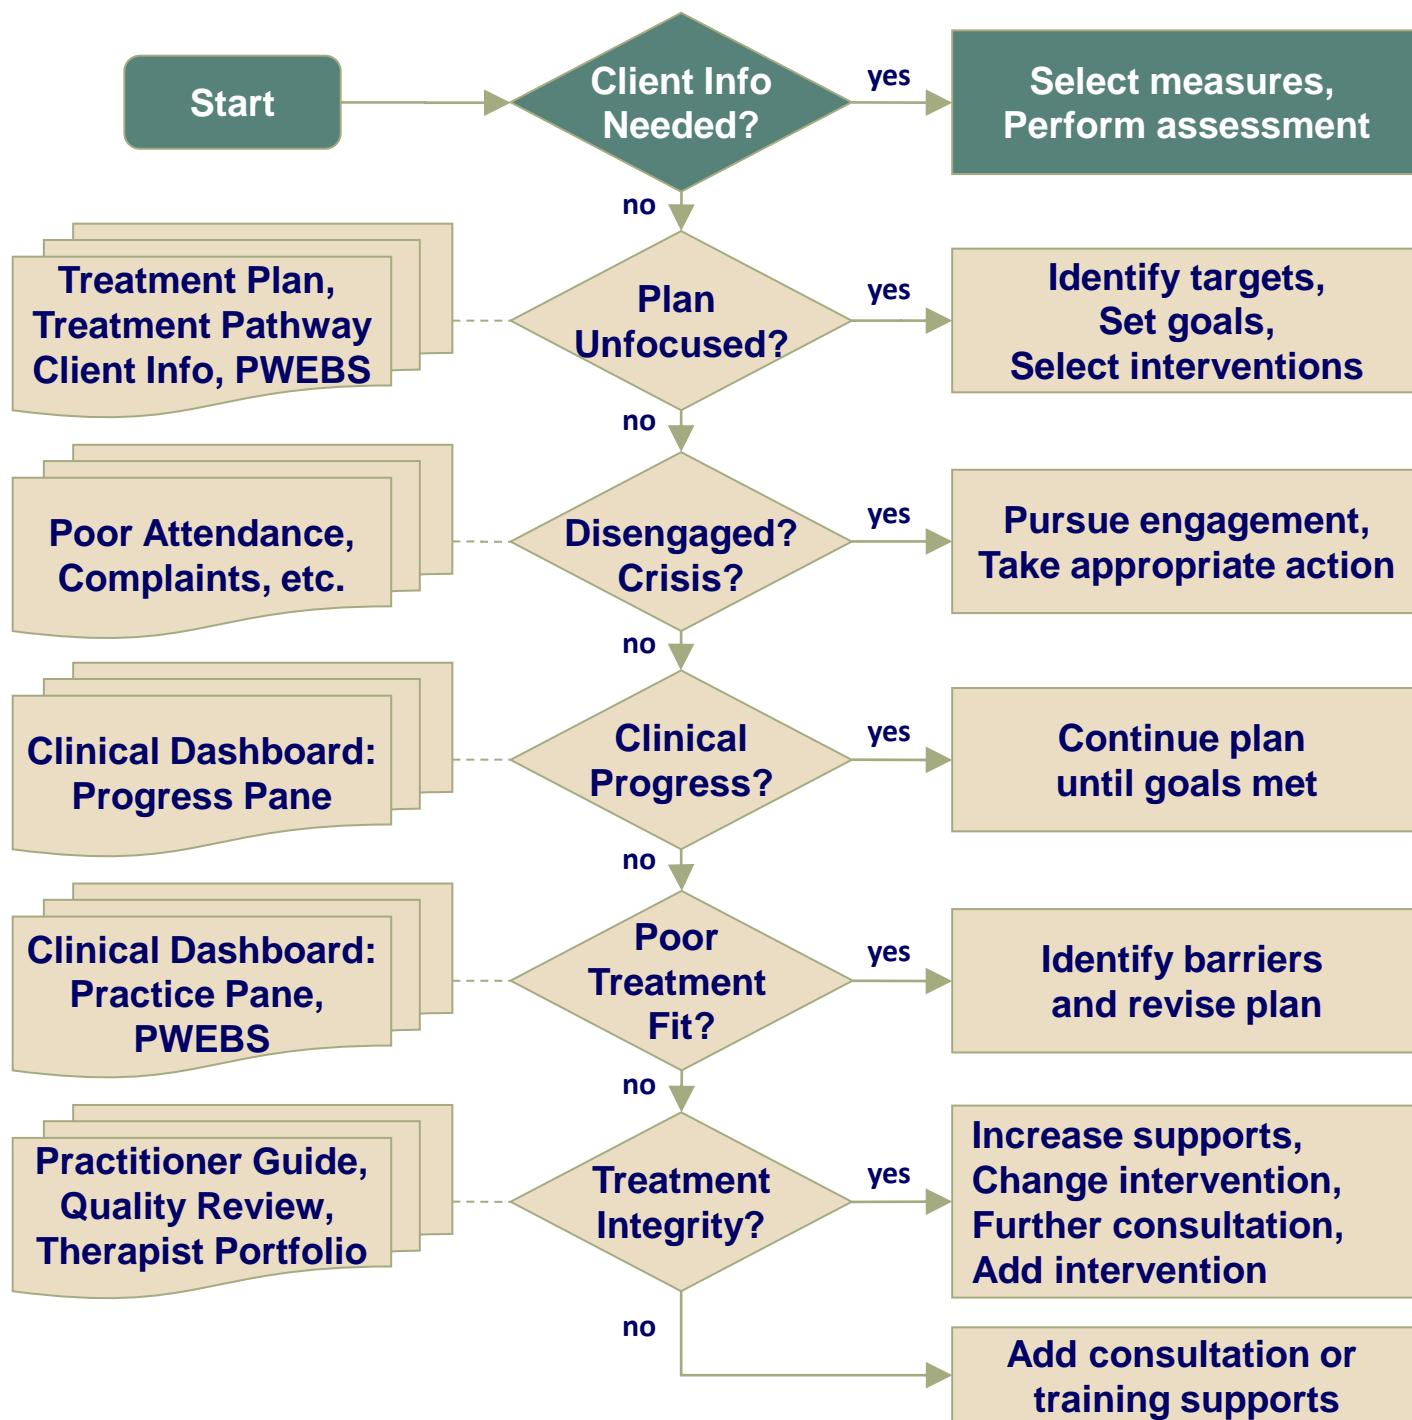 Start
Client Info
Needed?
yes
Select measures,
Perform assessment
no
Treatment Plan,
Treatment Pathway
Client Info, PWEBS
Plan
Unfocused?
yes
Identify targets,
Set goals,
Select interventions
no
Poor Attendance,
Complaints, etc.
Disengaged?
Crisis?
yes
Pursue engagement,
Take appropriate action
no
Clinical Dashboard:
Progress Pane
Clinical
Progress?
yes
Continue plan
until goals met
no
Clinical Dashboard:
Practice Pane,
PWEBS
Poor
Treatment
Fit?
yes
Identify barriers
and revise plan
no
Practitioner Guide,
Quality Review,
Therapist Portfolio
Treatment
Integrity?
yes
Increase supports,
Change intervention,
Further consultation,
Add intervention
no
Add consultation or
training supports